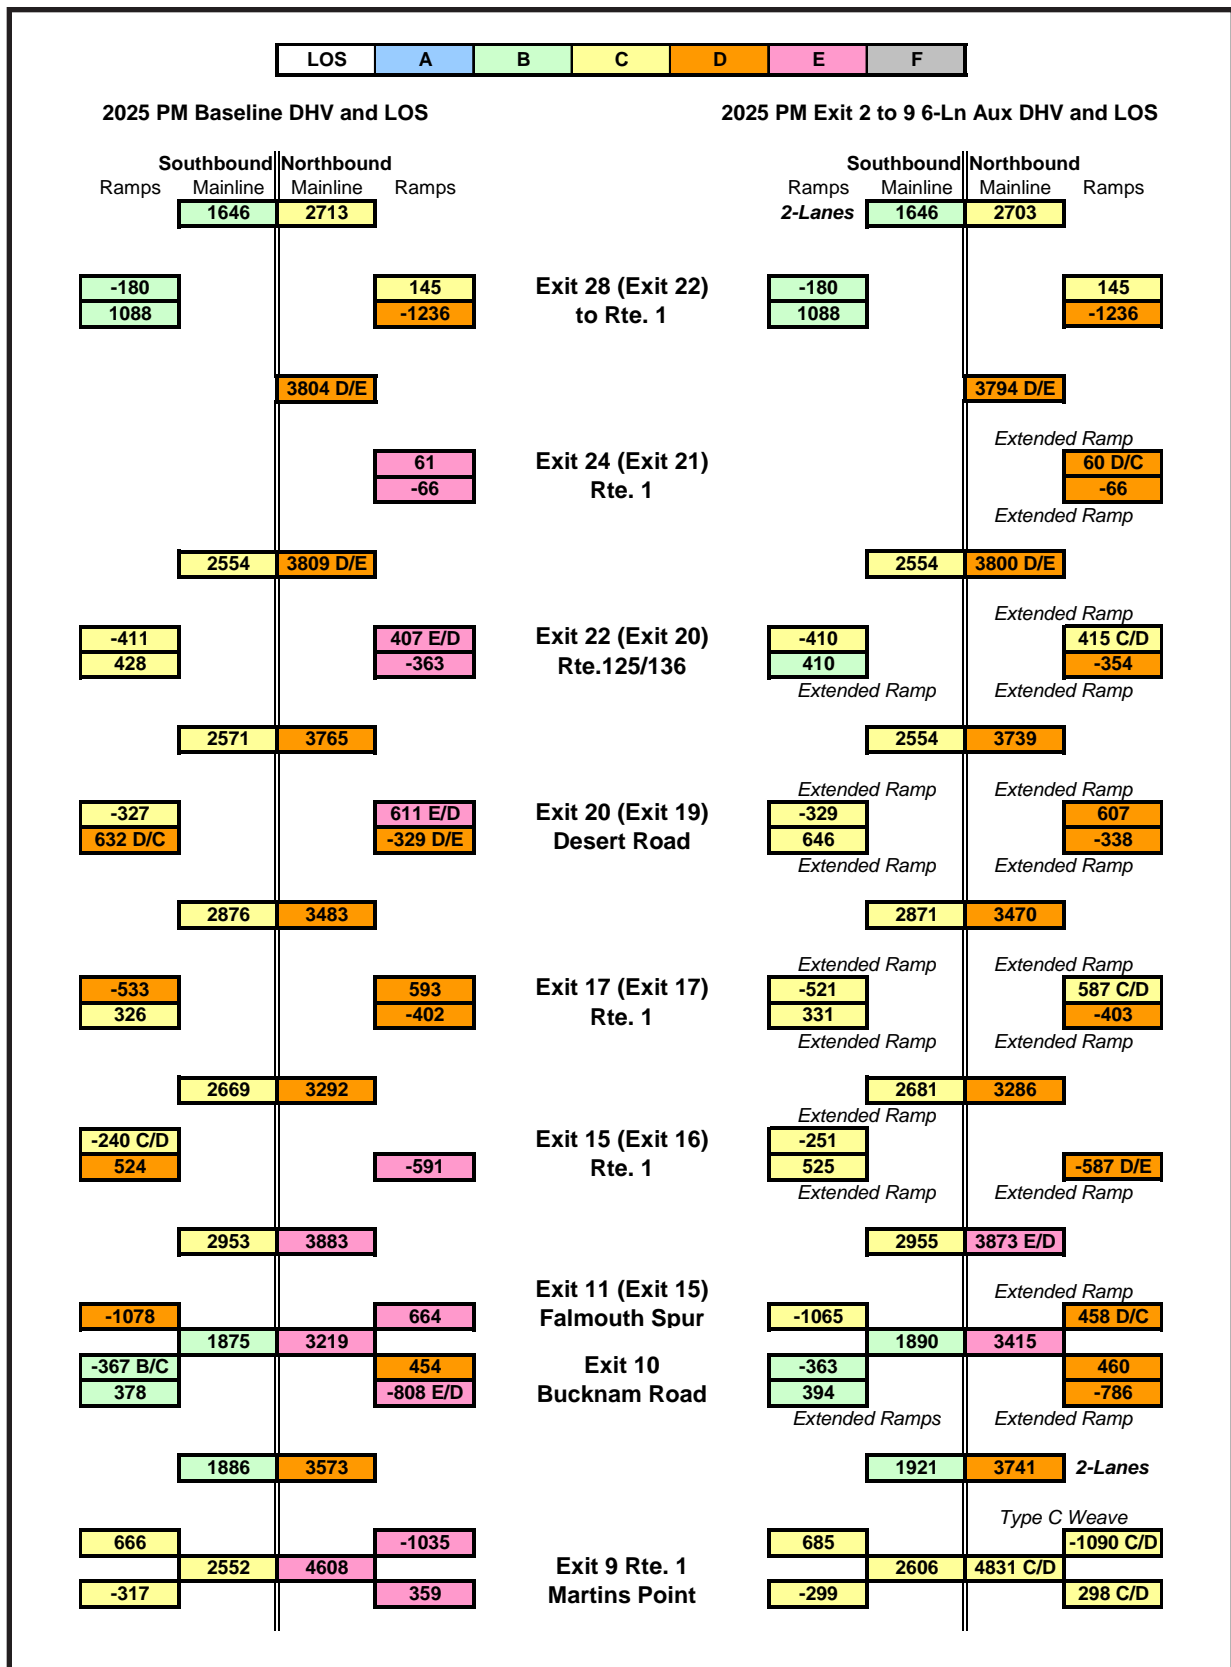 LOS A B C D E F
2025 PM Baseline DHV and LOS 2025 PM Exit 2 to 9 6-Ln Aux DHV and LOS
Southbound Northbound Southbound Northbound
Ramps Mainline Mainline Ramps Ramps Mainline Mainline Ramps
1646 2713 2-Lanes 1646 2703
-180 145 Exit 28 (Exit 22) -180 145
1088 -1236 to Rte. 1 1088 -1236
3804 D/E 3794 D/E
Extended Ramp
61 Exit 24 (Exit 21) 60 D/C
-66 Rte. 1 -66
Extended Ramp
2554 3809 D/E 2554 3800 D/E
Extended Ramp
-411 407 E/D Exit 22 (Exit 20) -410 415 C/D
428 -363 Rte.125/136 410 -354
Extended Ramp Extended Ramp
2571 3765 2554 3739
Extended Ramp Extended Ramp
-327 611 E/D Exit 20 (Exit 19) -329 607
632 D/C -329 D/E Desert Road 646 -338
Extended Ramp Extended Ramp
2876 3483 2871 3470
Extended Ramp Extended Ramp
-533 593 Exit 17 (Exit 17) -521 587 C/D
326 -402 Rte. 1 331 -403
Extended Ramp Extended Ramp
2669 3292 2681 3286
Extended Ramp
-240 C/D Exit 15 (Exit 16) -251
524 -591 Rte. 1 525 -587 D/E
Extended Ramp Extended Ramp
2953 3883 2955 3873 E/D
Exit 11 (Exit 15) Extended Ramp
-1078 664 Falmouth Spur -1065 458 D/C
1875 3219 1890 3415
-367 B/C 454 Exit 10 -363 460
378 -808 E/D Bucknam Road 394 -786
Extended Ramps Extended Ramp
1886 3573 1921 3741 2-Lanes
Type C Weave
666 -1035 685 -1090 C/D
2552 4608 Exit 9 Rte. 1 2606 4831 C/D
-317 359 Martins Point -299 298 C/D